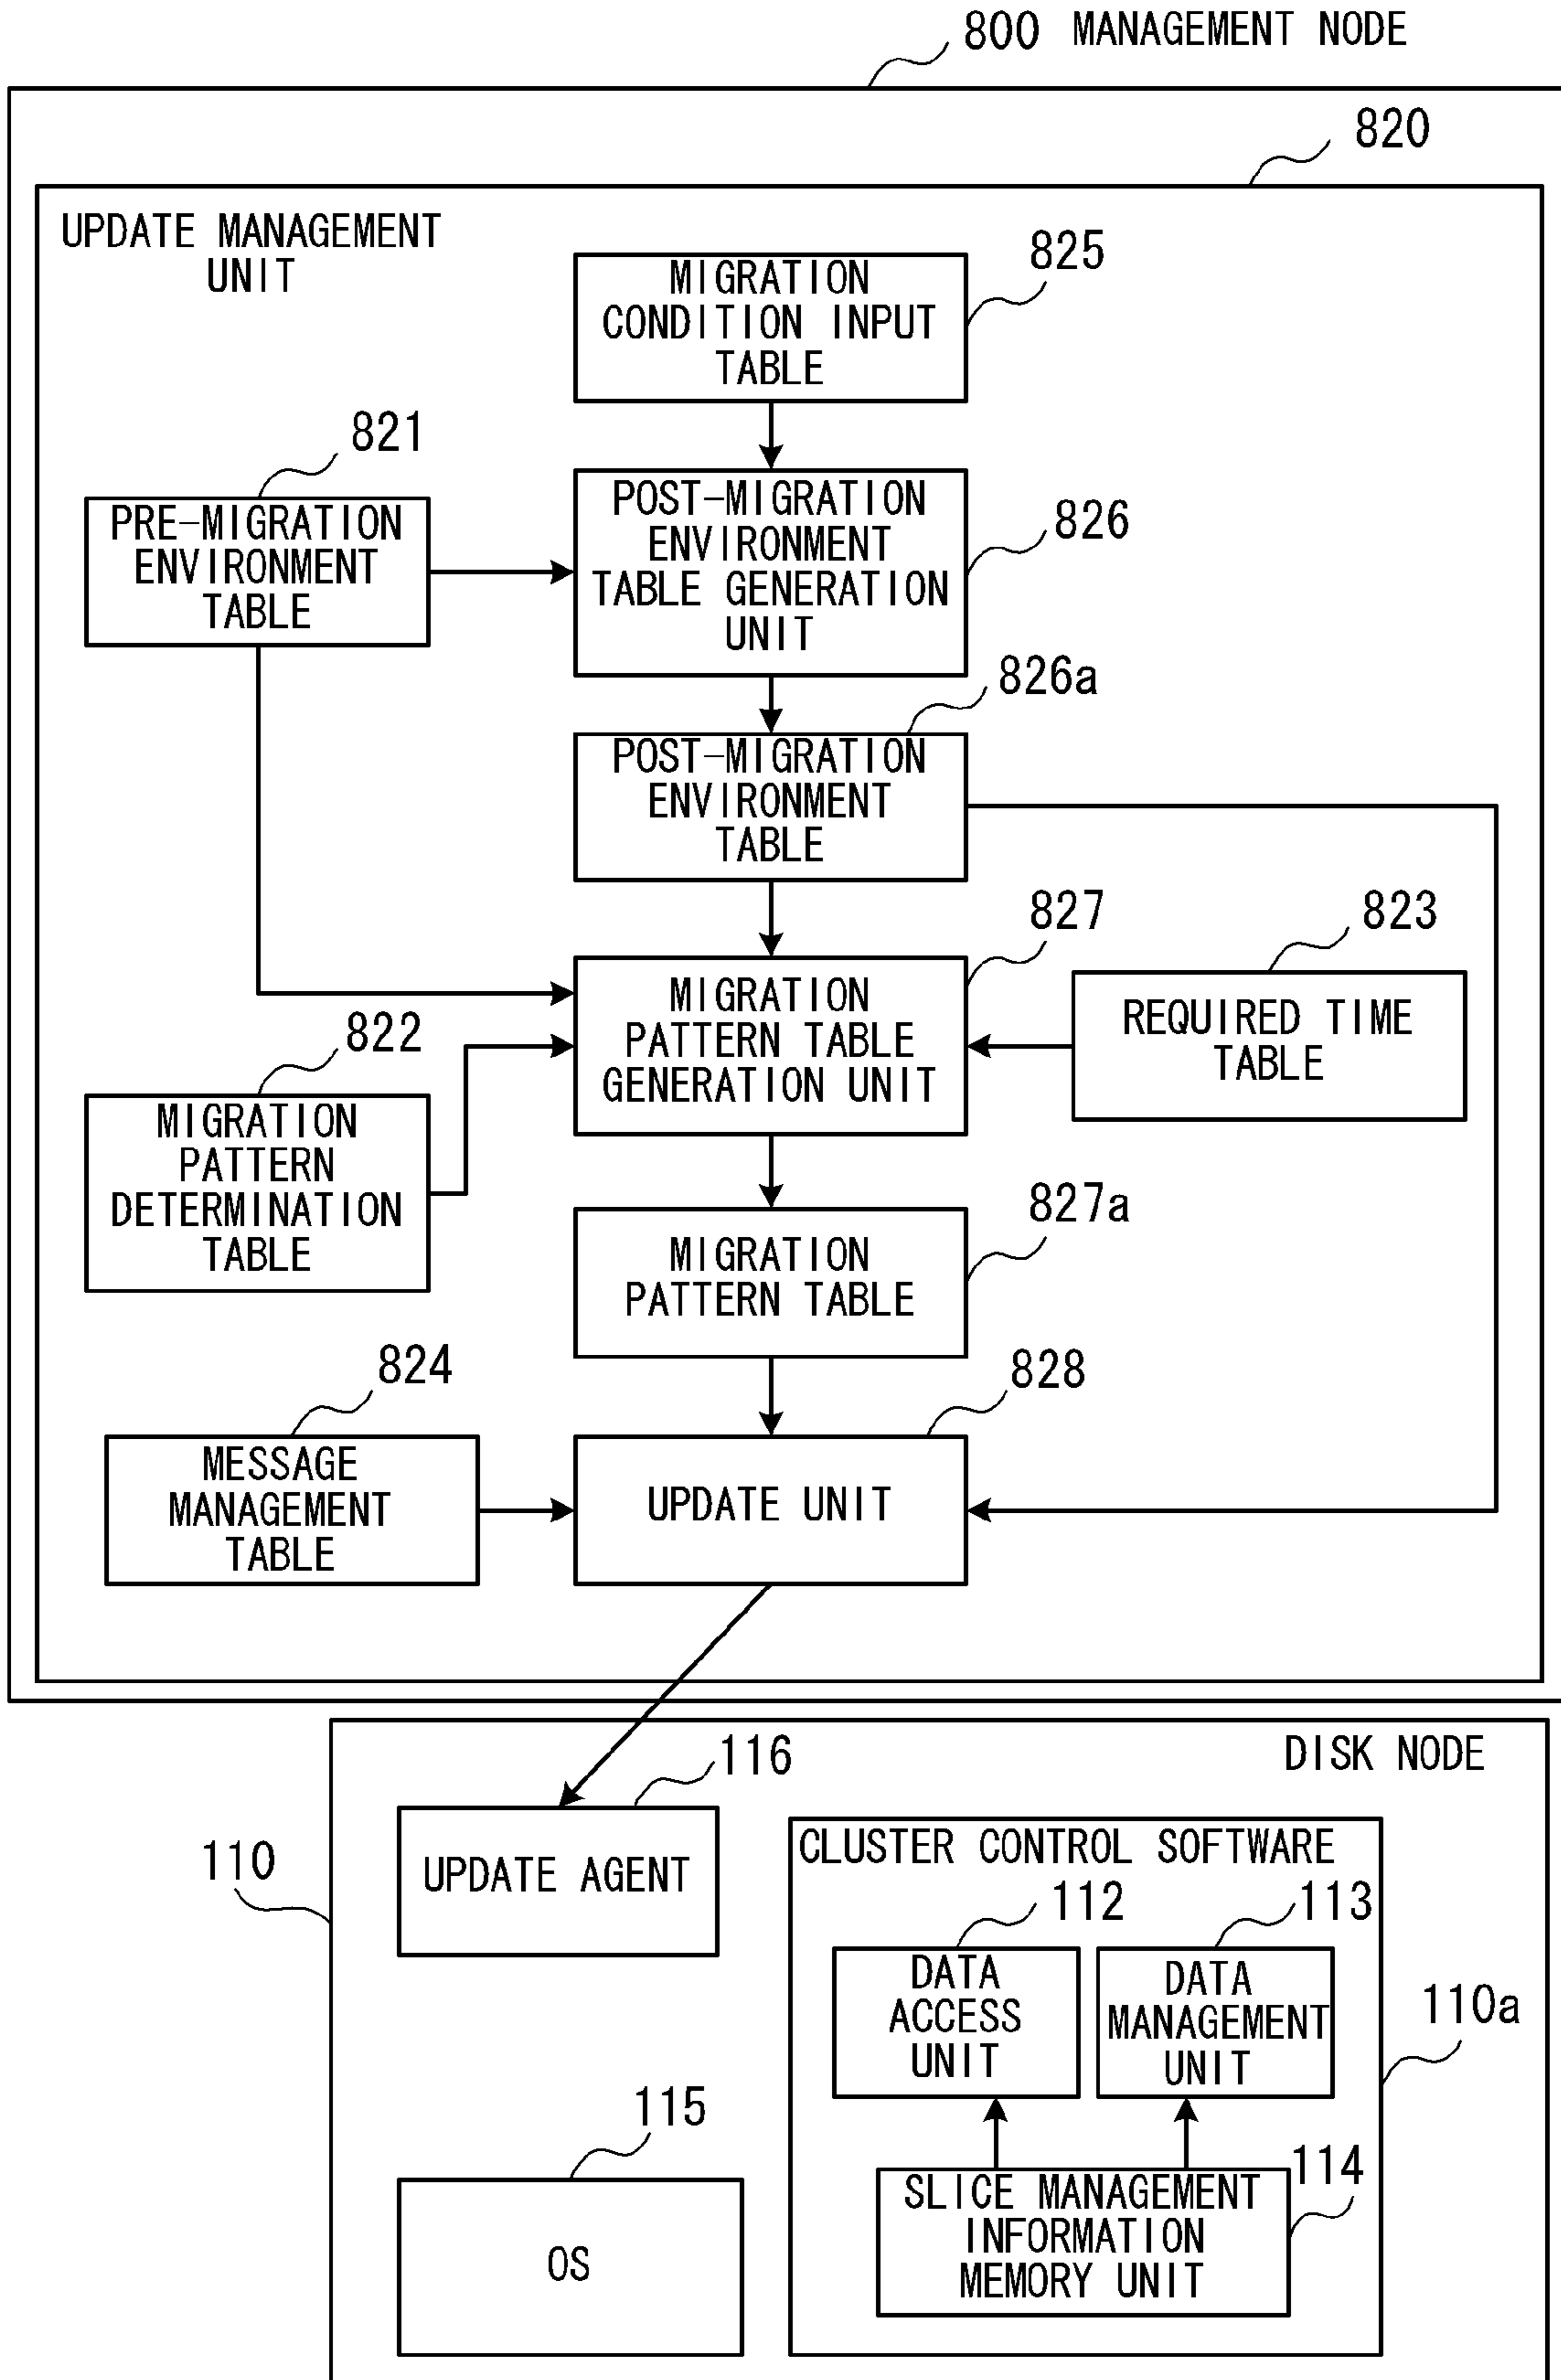 800 MANAGEMENT NODE
820
UPDATE MANAGEMENT
UNIT
825
MIGRATION
CONDITION INPUT
TABLE
821
PRE-MIGRATION
ENVIRONMENT
TABLE
826
POST-MIGRATION
ENVIRONMENT
TABLE GENERATION
UNIT
826a
POST-MIGRATION
ENVIRONMENT
TABLE
827
MIGRATION
PATTERN TABLE
GENERATION UNIT
823
REQUIRED TIME
TABLE
822
MIGRATION
PATTERN
DETERMINATION
TABLE
827a
MIGRATION
PATTERN TABLE
824
MESSAGE
MANAGEMENT
TABLE
828
UPDATE UNIT
DISK NODE
110
116
UPDATE AGENT
CLUSTER CONTROL SOFTWARE
112
DATA
ACCESS
UNIT
113
DATA
MANAGEMENT
UNIT
110a
115
OS
114
SLICE MANAGEMENT
INFORMATION
MEMORY UNIT